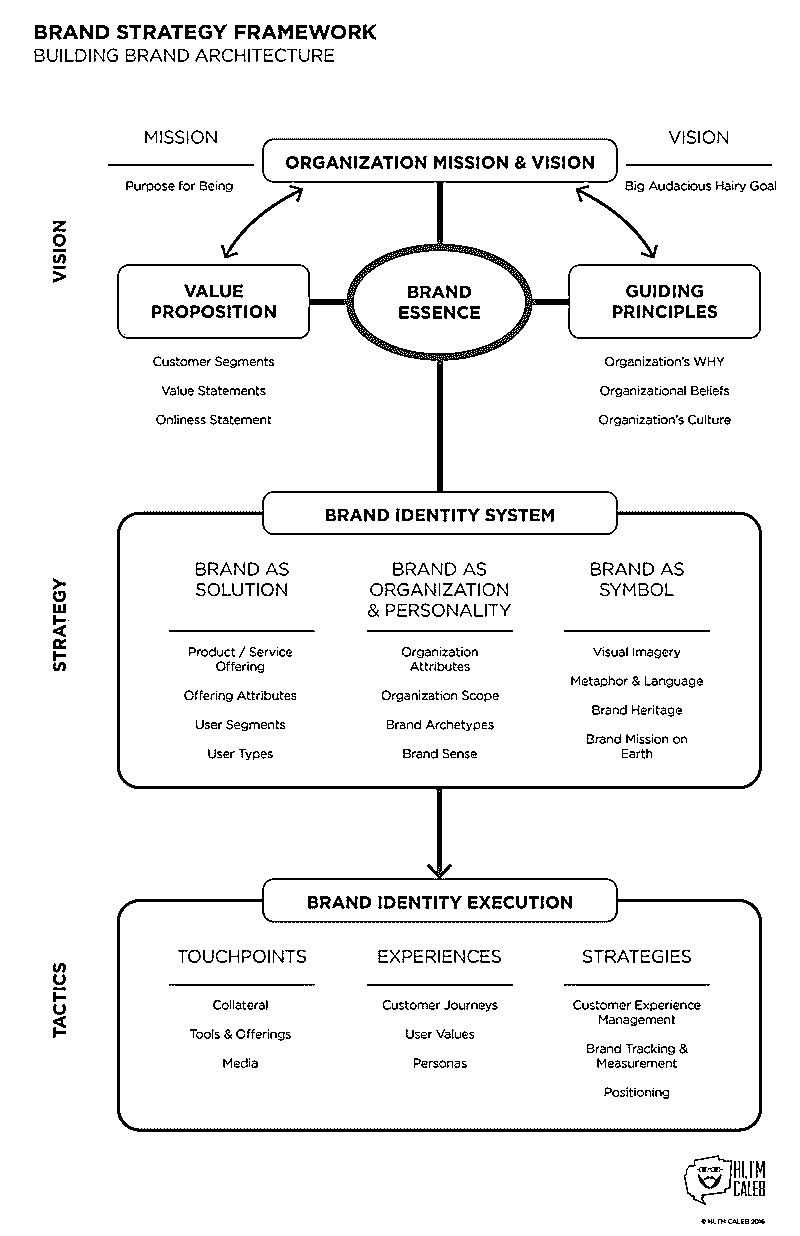 BRAND STRATEGY FRAMEWORK
BUILDING BRAND ARCHITECTURE
MISSION
Purpose for Being
ORGANIZATION MISSION & VISION
VISION
Big Audacious Hairy Goal
VISION
VALUE
PROPOSITION
Customer Segments
Value Statements
Onliness Statement
BRAND
ESSENCE
GUIDING
PRINCIPLES
Organization's WHY
Organizational Beliefs
Organization's Culture
STRATEGY
BRAND IDENTITY SYSTEM
BRAND AS
SOLUTION
Product / Service
Offering
Offering Attributes
User Segments
User Types
BRAND AS
ORGANIZATION
& PERSONALITY
Organization
Attributes
Organization Scope
Brand Archetypes
Brand Sense
BRAND AS
SYMBOL
Visual Imagery
Metaphor & Language
Brand Heritage
Brand Mission on
Earth
TACTICS
BRAND IDENTITY EXECUTION
TOUCHPOINTS
Collateral
Tools & Offerings
Media
EXPERIENCES
Customer Journeys
User Values
Personas
STRATEGIES
Customer Experience
Management
Brand Tracking &
Measurement
Positioning
HLTM
CALEB
© HLTM CALEB 2016